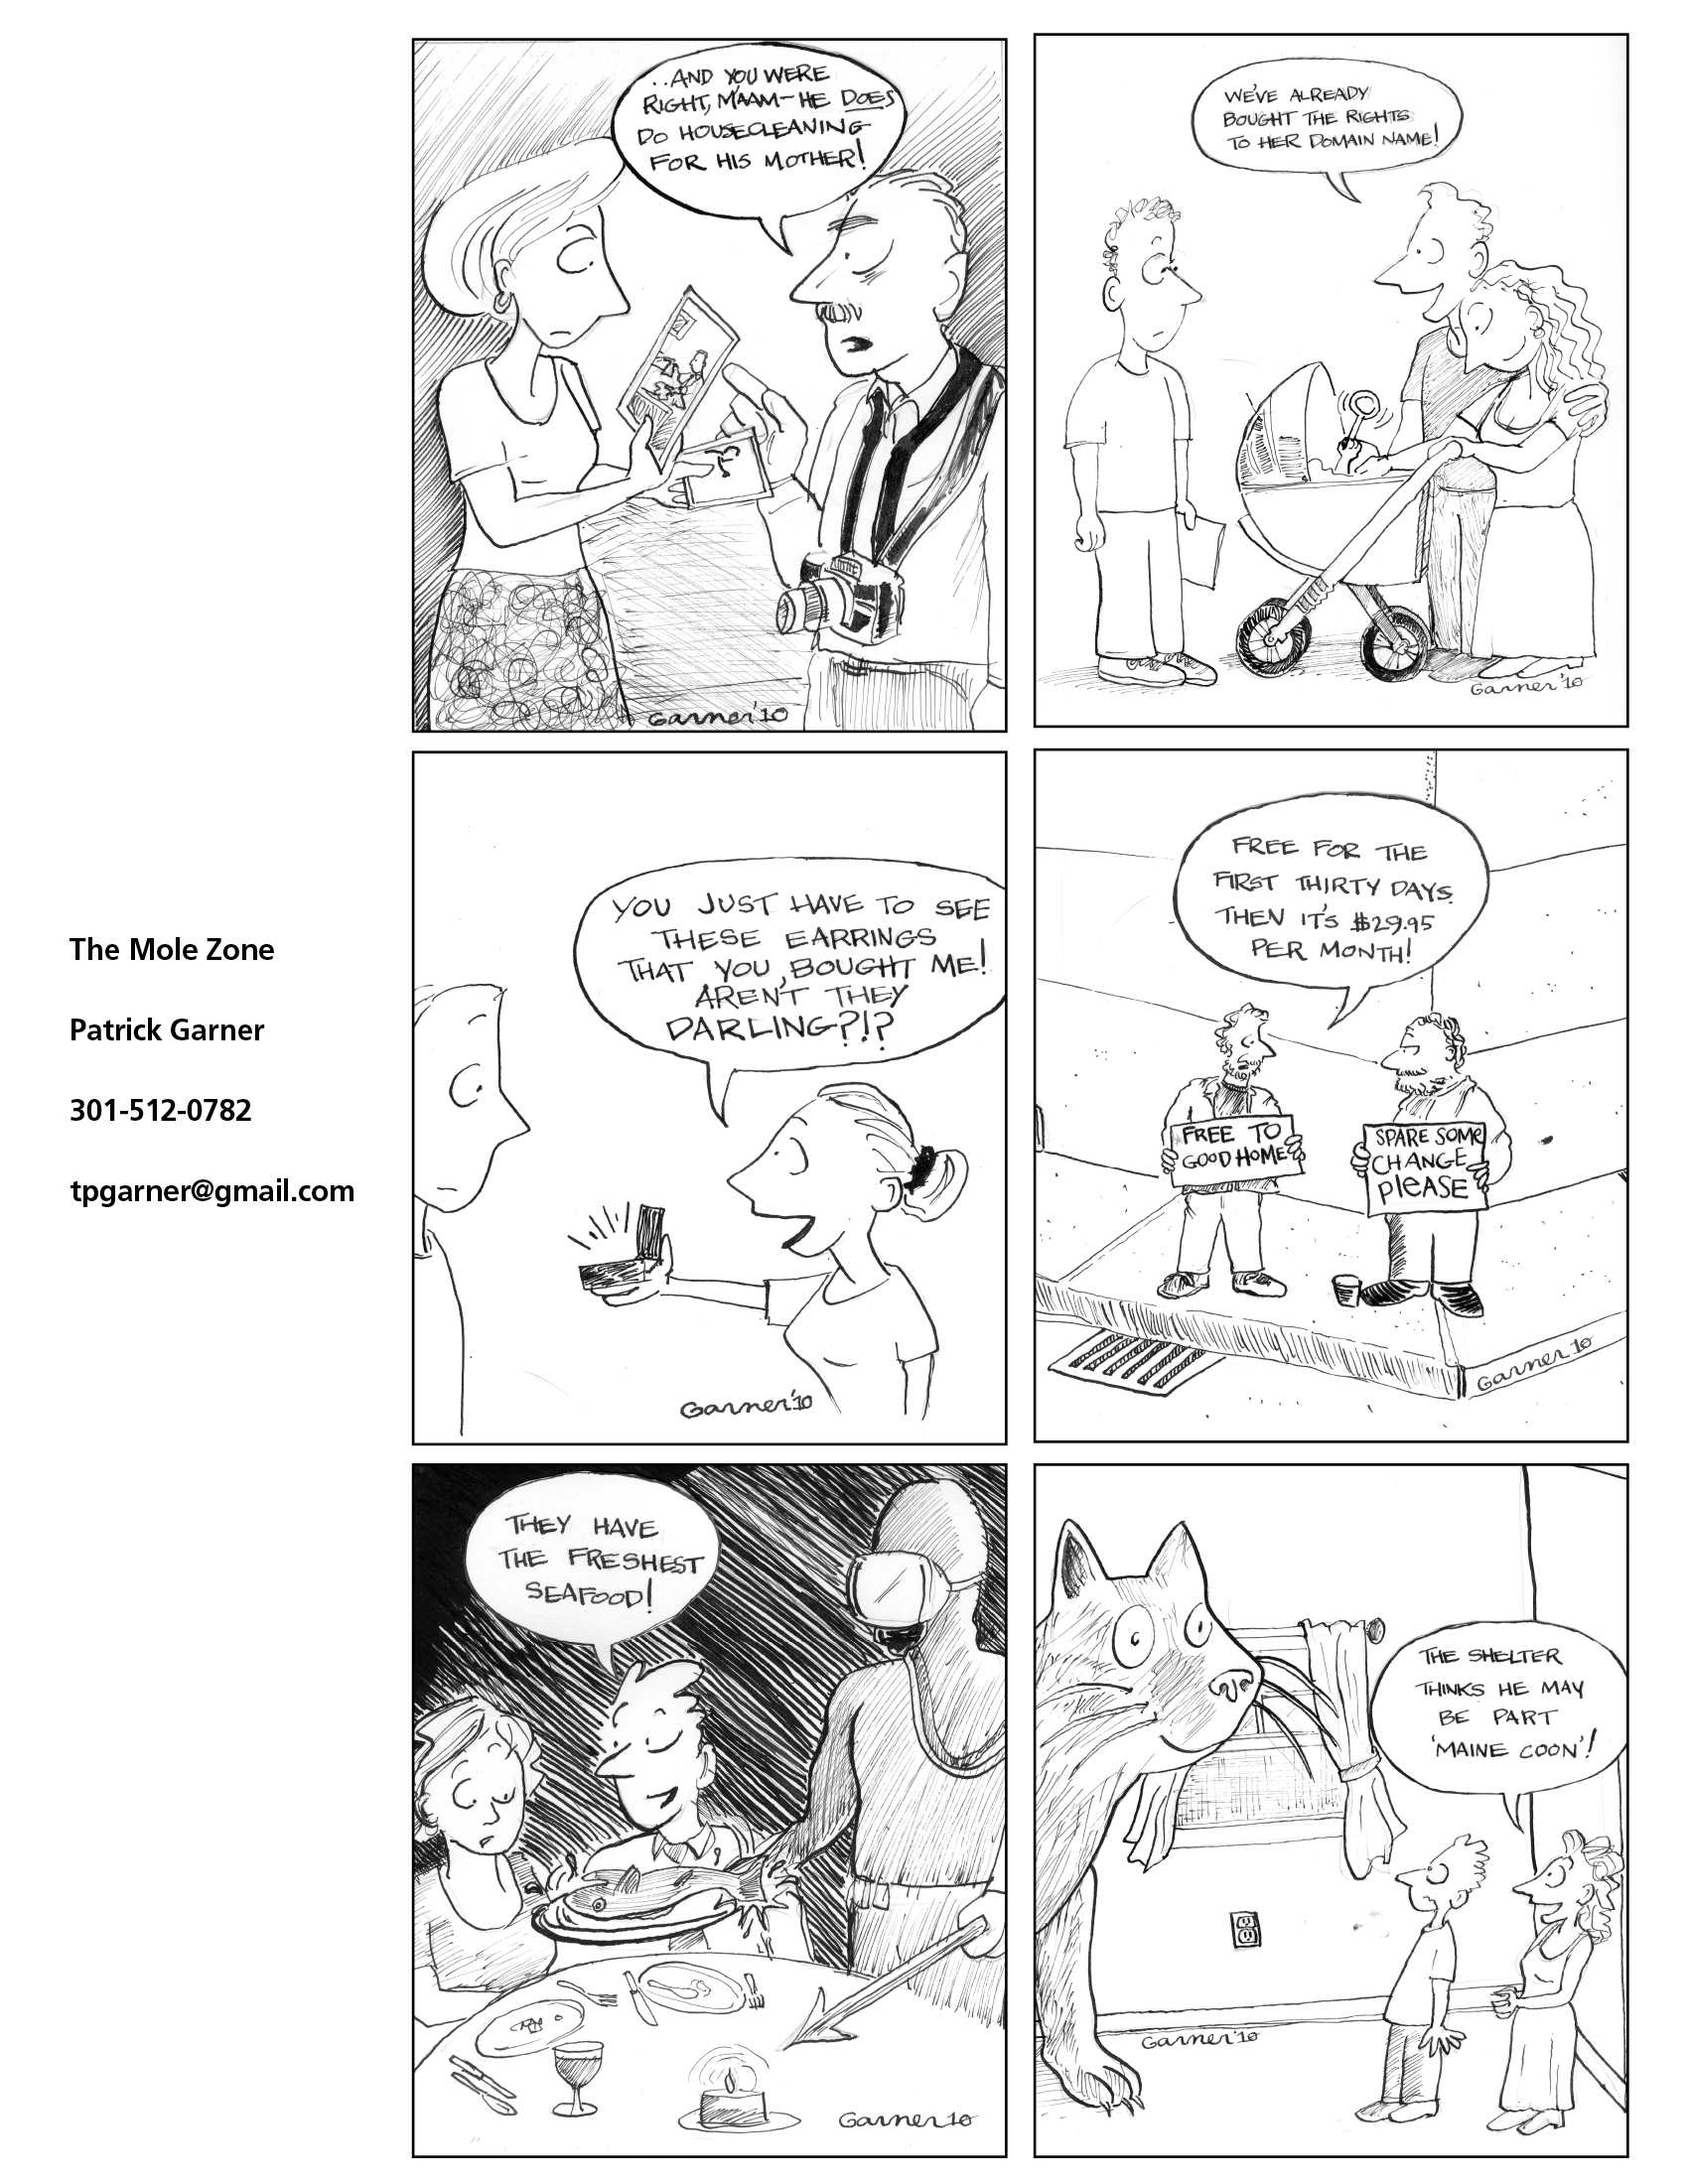 ..AND YOU WERE
RIGHT, MA'AM—HE DOES
DO HOUSECLEANING
FOR HIS MOTHER!
Garner '10
WE'VE ALREADY
BOUGHT THE RIGHTS
TO HER DOMAIN NAME!
Garner '10
The Mole Zone
Patrick Garner
301-512-0782
tpgarner@gmail.com
YOU JUST HAVE TO SEE
THESE EARRINGS
THAT YOU BOUGHT ME!
AREN'T THEY
DARLING?!?
Garner '10
FREE FOR THE
FIRST THIRTY DAYS.
THEN IT'S $29.95
PER MONTH!
FREE TO
GOOD HOME
SPARE SOME
CHANGE
PLEASE
Garner 10
THEY HAVE
THE FRESHEST
SEAFOOD!
Garner 10
THE SHELTER
THINKS HE MAY
BE PART
'MAINE COON'!
Garner '10